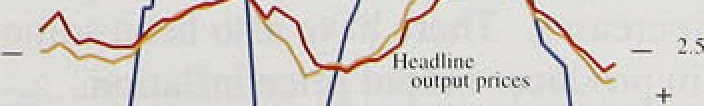 – – 2.5
Headline
output prices
+